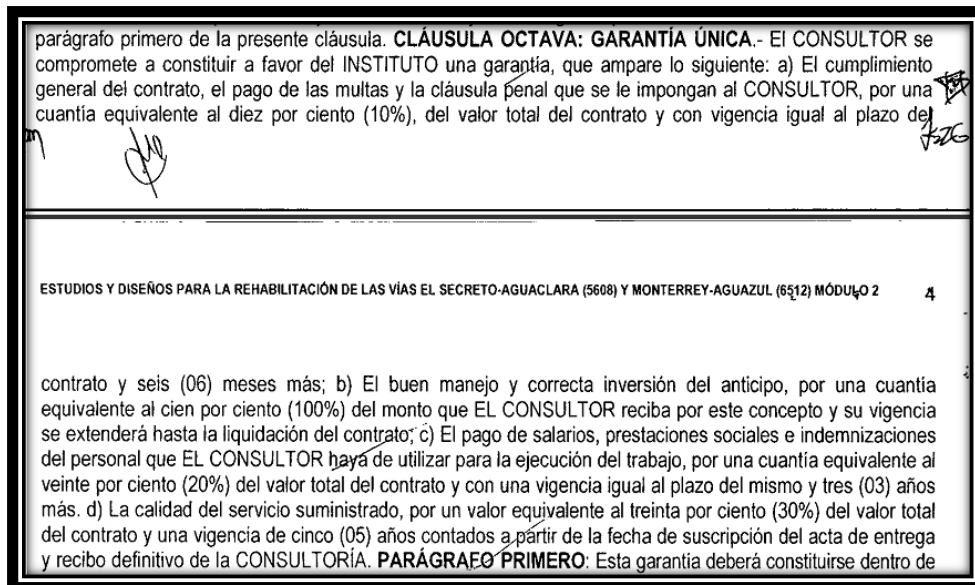 parágrafo primero de la presente cláusula. CLÁUSULA OCTAVA: GARANTÍA ÚNICA.- El CONSULTOR se
compromete a constituir a favor del INSTITUTO una garantía, que ampare lo siguiente: a) El cumplimiento
general del contrato, el pago de las multas y la cláusula penal que se le impongan al CONSULTOR, por una
cuantía equivalente al diez por ciento (10%), del valor total del contrato y con vigencia igual al plazo del
ESTUDIOS Y DISEÑOS PARA LA REHABILITACIÓN DE LAS VÍAS EL SECRETO-AGUACLARA (5608) Y MONTERREY-AGUAZUL (6512) MÓDULO 2 4
contrato y seis (06) meses más; b) El buen manejo y correcta inversión del anticipo, por una cuantía
equivalente al cien por ciento (100%) del monto que EL CONSULTOR reciba por este concepto y su vigencia
se extenderá hasta la liquidación del contrato; c) El pago de salarios, prestaciones sociales e indemnizaciones
del personal que EL CONSULTOR haya de utilizar para la ejecución del trabajo, por una cuantía equivalente al
veinte por ciento (20%) del valor total del contrato y con una vigencia igual al plazo del mismo y tres (03) años
más. d) La calidad del servicio suministrado, por un valor equivalente al treinta por ciento (30%) del valor total
del contrato y una vigencia de cinco (05) años contados a partir de la fecha de suscripción del acta de entrega
y recibo definitivo de la CONSULTORÍA. PARÁGRAFO PRIMERO: Esta garantía deberá constituirse dentro de